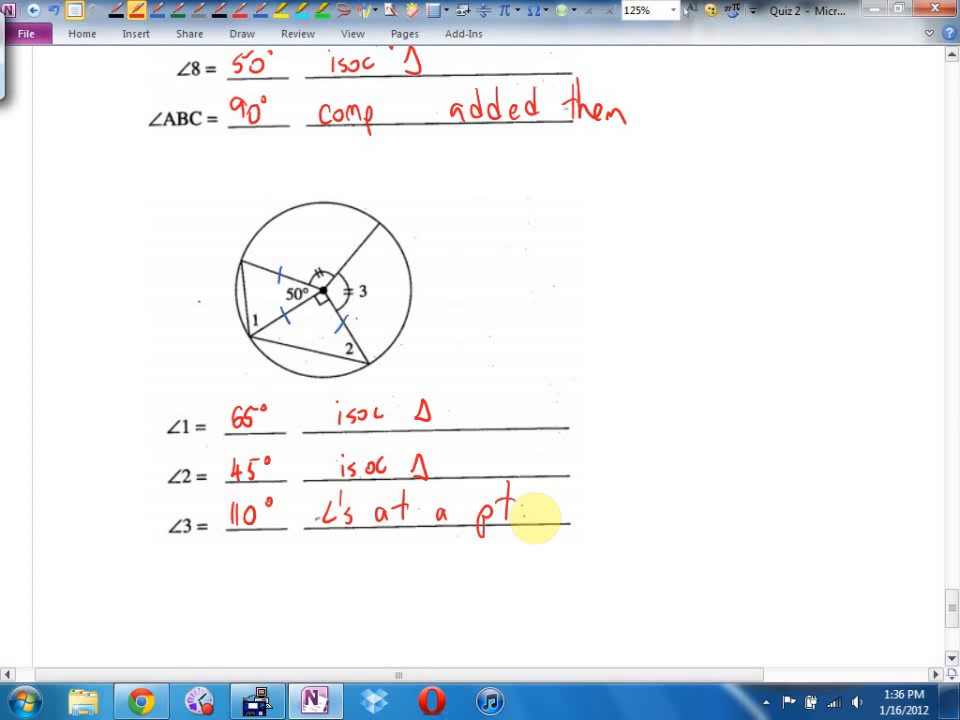 125%
Quiz 2 - Micr...
File Home Insert Share Draw Review View Pages Add-Ins
∠8 = 50° isoc Δ
∠ABC = 90° comp added them
50°
3
1
2
∠1 = 65° isoc Δ
∠2 = 45° isoc Δ
∠3 = 110° ∠'s at a pt
1:36 PM
1/16/2012